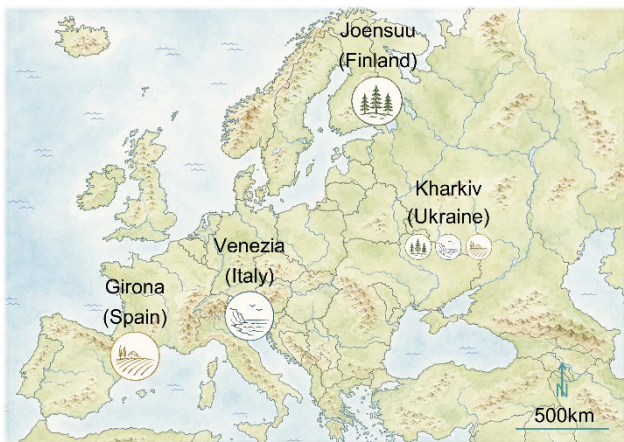 Joensuu
(Finland)
Kharkiv
(Ukraine)
Venezia
(Italy)
Girona
(Spain)
N
500km